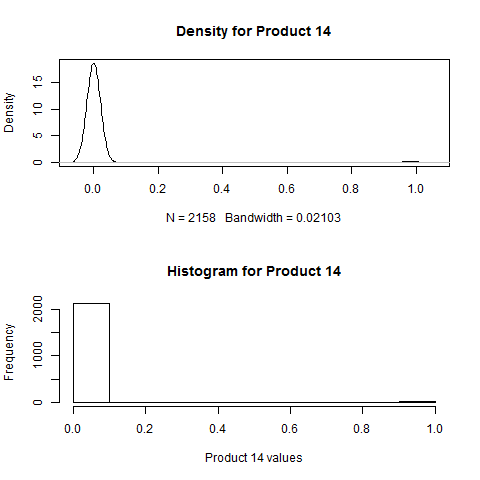 Density for Product 14
Density
0 5 10 15
0.0 0.2 0.4 0.6 0.8 1.0
N = 2158 Bandwidth = 0.02103
Histogram for Product 14
Frequency
0 1000 2000
0.0 0.2 0.4 0.6 0.8 1.0
Product 14 values